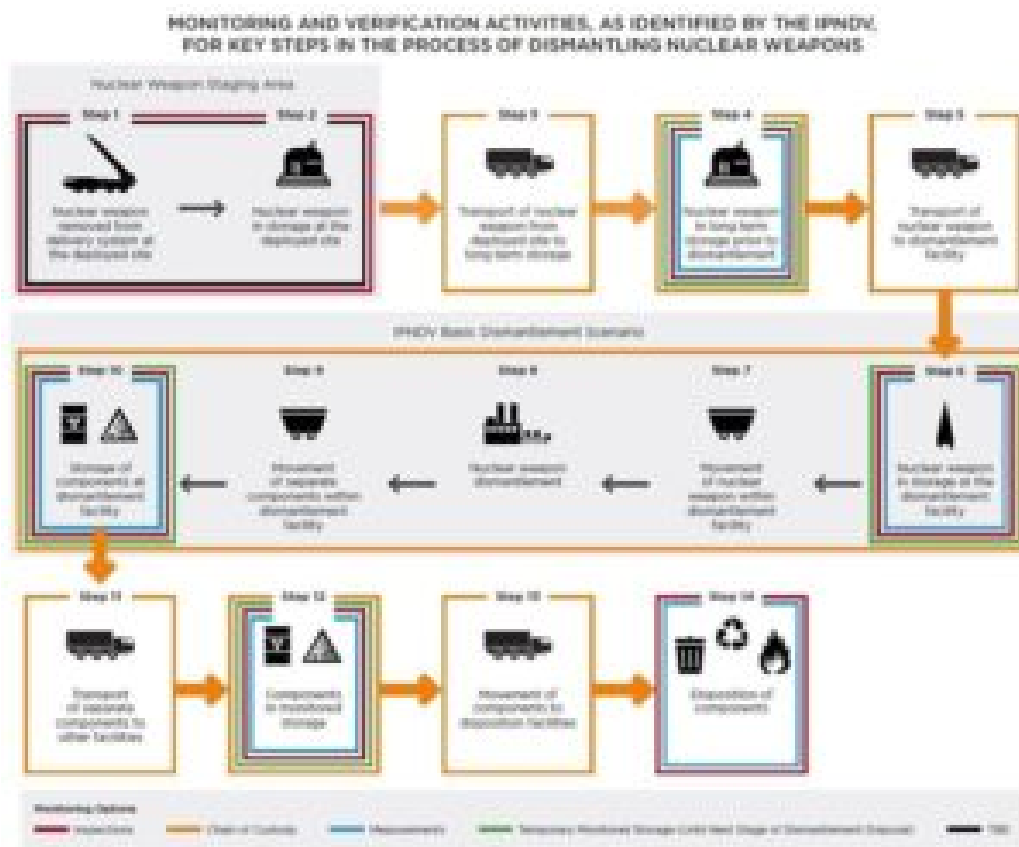 MONITORING AND VERIFICATION ACTIVITIES, AS IDENTIFIED BY THE IPNDV,
FOR KEY STEPS IN THE PROCESS OF DISMANTLING NUCLEAR WEAPONS
Nuclear Weapon Staging Area
Step 1
Nuclear weapon
removed from
delivery system at
the deployed site
Step 2
Nuclear weapon
in storage at the
deployed site
Step 3
Transport of nuclear
weapon from
deployed site to
long term storage
Step 4
Nuclear weapon
in long term
storage prior to
dismantlement
Step 5
Transport of
nuclear weapon
to dismantlement
facility
IPNDV Basic Dismantlement Scenario
Step 10
Storage of
components at
dismantlement
facility
Step 9
Movement
of separate
components within
dismantlement
facility
Step 8
Nuclear weapon
dismantlement
Step 7
Movement
of nuclear
weapon within
dismantlement
facility
Step 6
Nuclear weapon
in storage at the
dismantlement
facility
Step 11
Transport
of separate
components to
other facilities
Step 12
Components
in monitored
storage
Step 13
Movement of
components to
disposition facilities
Step 14
Disposition of
components
Monitoring Options
Inspections
Chain of Custody
Measurements
Temporary Monitored Storage (Until Next Stage of Dismantlement Disposal)
TBD